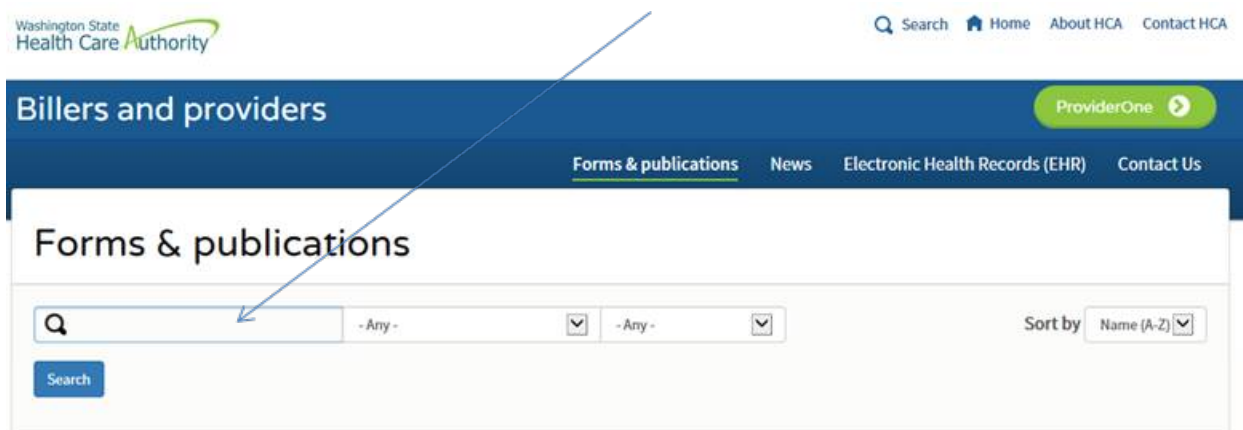 Washington State
Health Care Authority
Search Home About HCA Contact HCA
Billers and providers
ProviderOne
Forms & publications News Electronic Health Records (EHR) Contact Us
Forms & publications
- Any - - Any - Sort by Name (A-Z)
Search